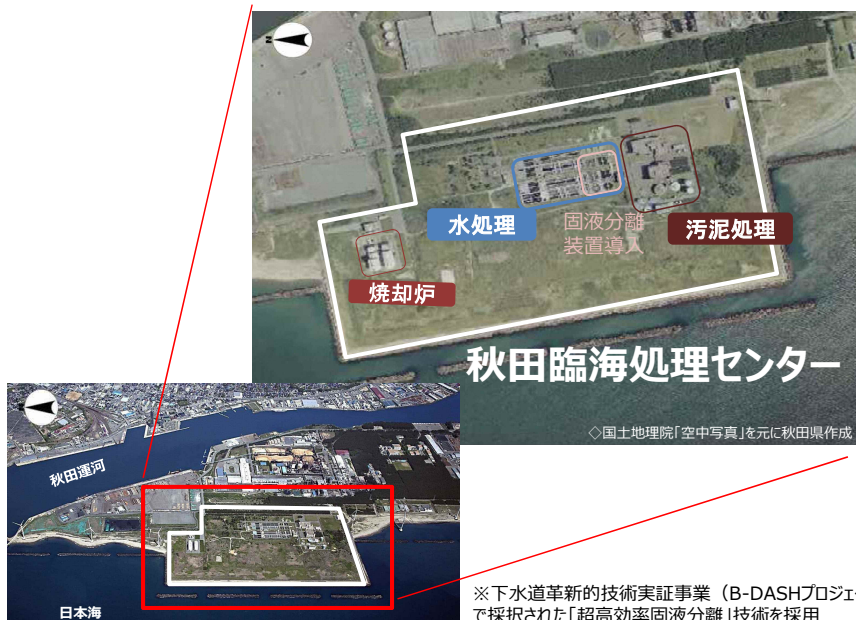 N
水処理
固液分離
装置導入
汚泥処理
焼却炉
秋田臨海処理センター
◇国土地理院「空中写真」を元に秋田県作成
秋田運河
日本海
※下水道革新的技術実証事業（B-DASHプロジェ
で採択された「超高効率固液分離」技術を採用